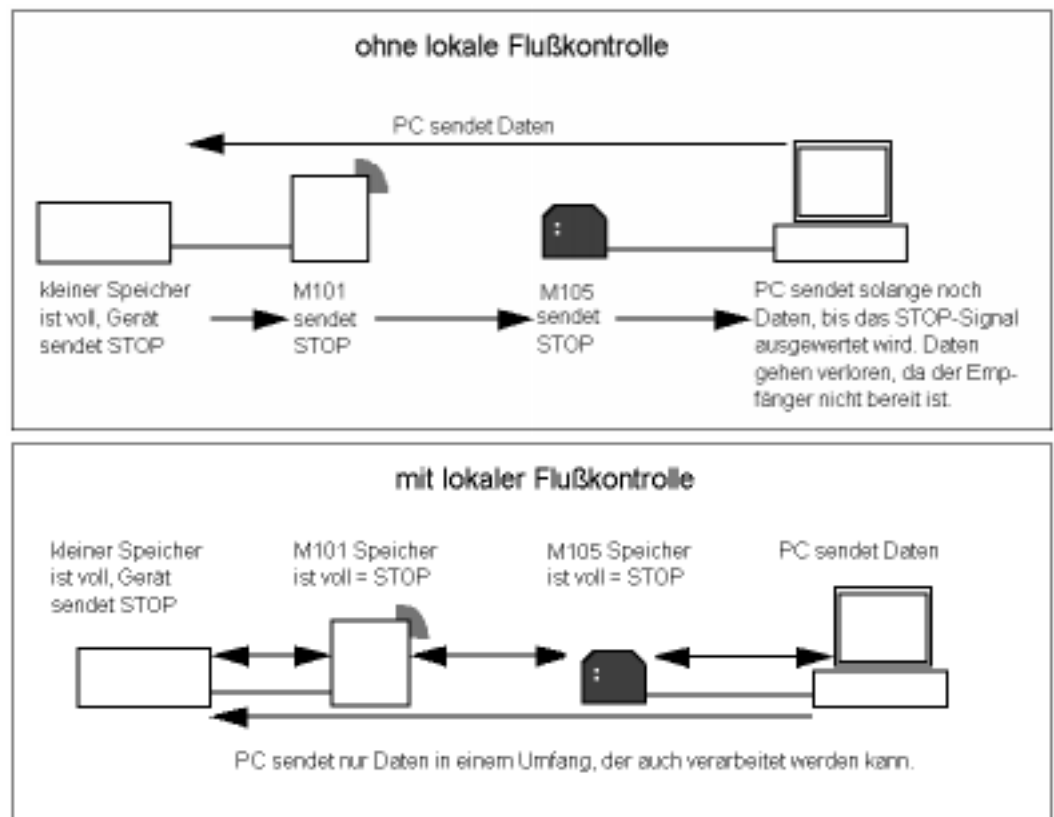 ohne lokale Flußkontrolle
PC sendet Daten
kleiner Speicher
ist voll, Gerät
sendet STOP
M101
sendet
STOP
M105
sendet
STOP
PC sendet solange noch
Daten, bis das STOP-Signal
ausgewertet wird. Daten
gehen verloren, da der Emp-
fänger nicht bereit ist.
mit lokaler Flußkontrolle
kleiner Speicher
ist voll, Gerät
sendet STOP
M101 Speicher
ist voll = STOP
M105 Speicher
ist voll = STOP
PC sendet Daten
PC sendet nur Daten in einem Umfang, der auch verarbeitet werden kann.